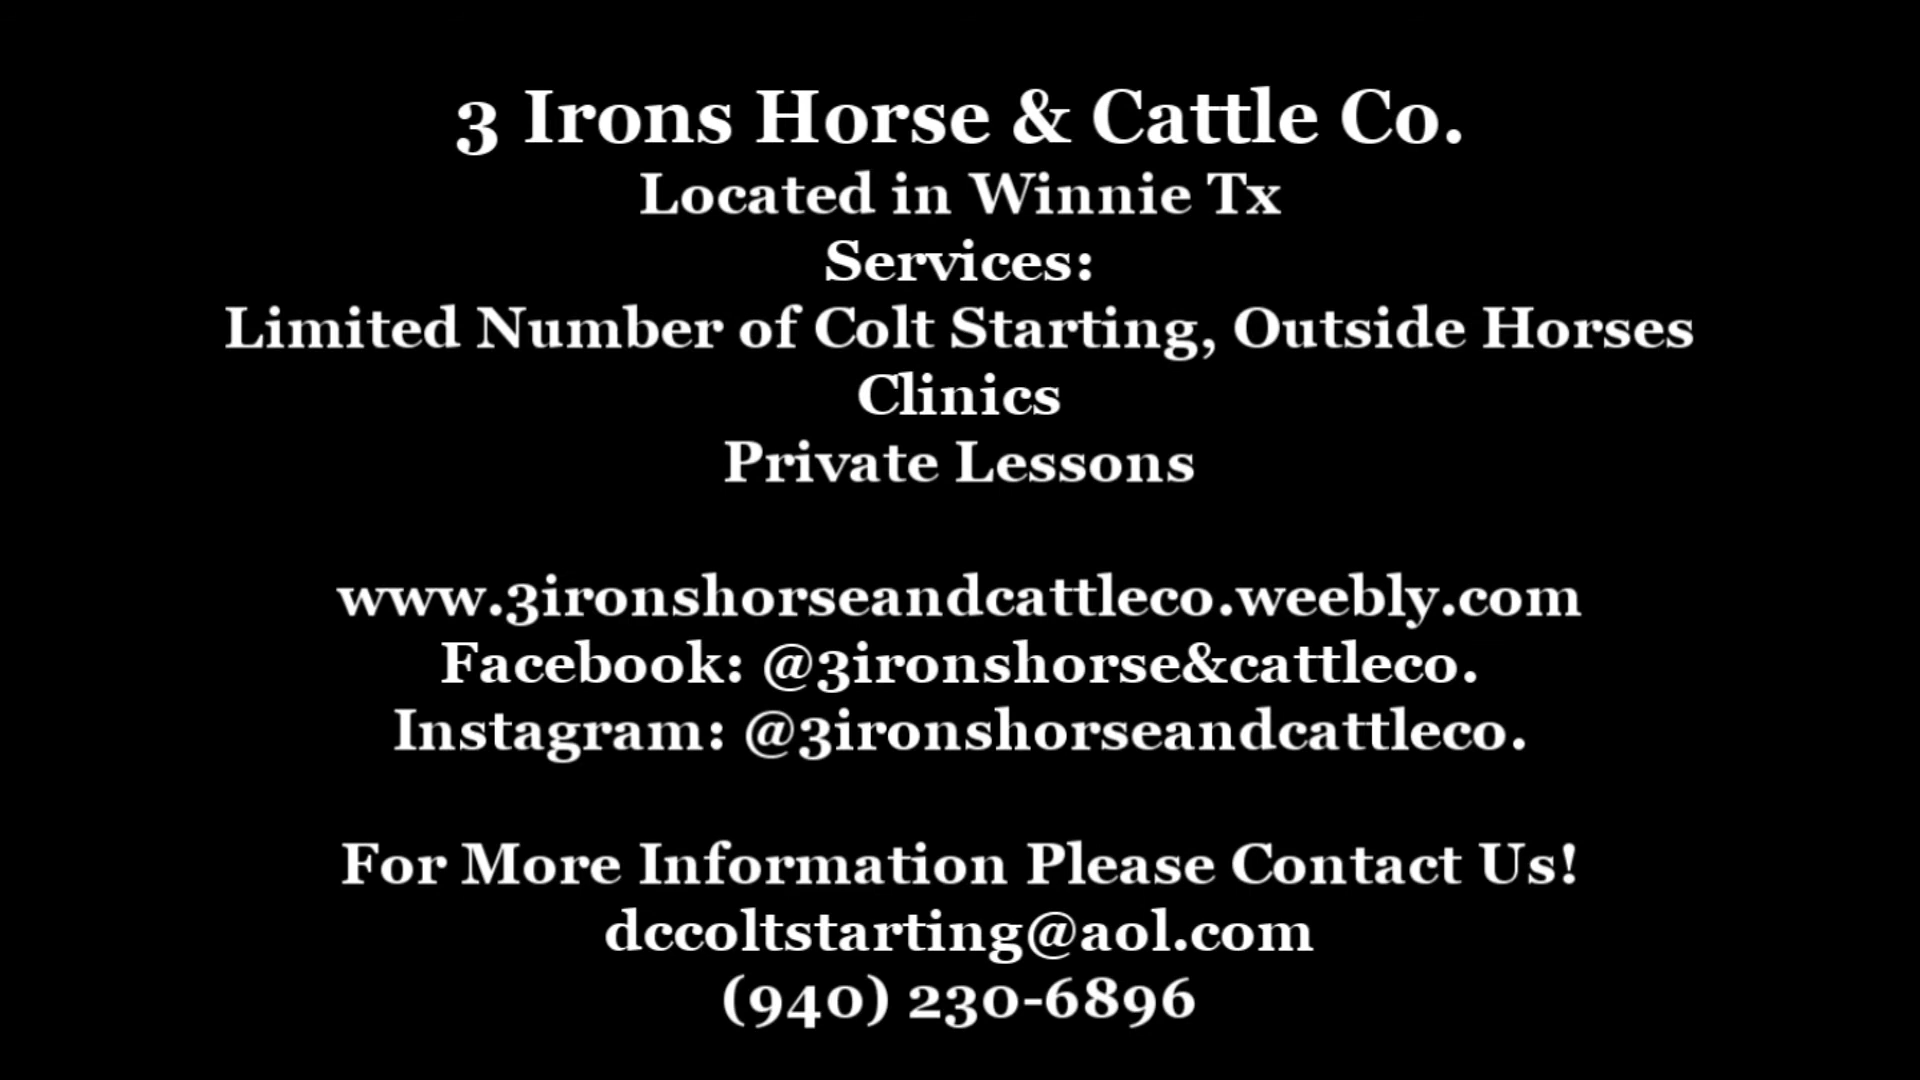 3 Irons Horse & Cattle Co.
Located in Winnie Tx
Services:
Limited Number of Colt Starting, Outside Horses
Clinics
Private Lessons
www.3ironshorseandcattleco.weebly.com
Facebook: @3ironshorse&cattleco.
Instagram: @3ironshorseandcattleco.
For More Information Please Contact Us!
dccoltstarting@aol.com
(940) 230-6896